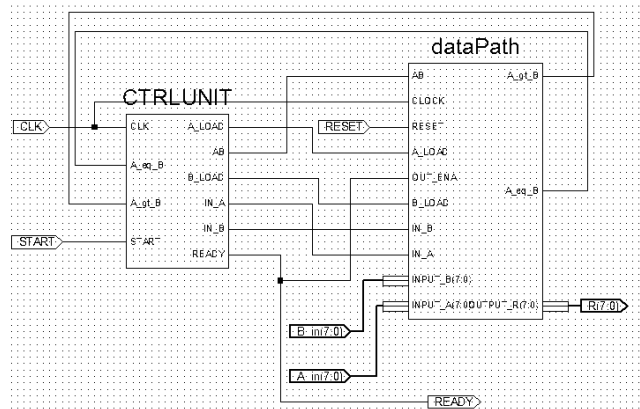 dataPath
AB
A_gt_B
CTRLUNIT
CLOCK
CLK
CLK
A_LOAD
RESET
RESET
AB
A_LOAD
A_eq_B
B_LOAD
OUT_ENA
A_eq_B
A_gt_B
IN_A
B_LOAD
START
START
IN_B
IN_B
READY
IN_A
INPUT_B(7:0)
INPUT_A(7:0)
OUTPUT_R(7:0)
R(7:0)
B_in(7:0)
A_in(7:0)
READY